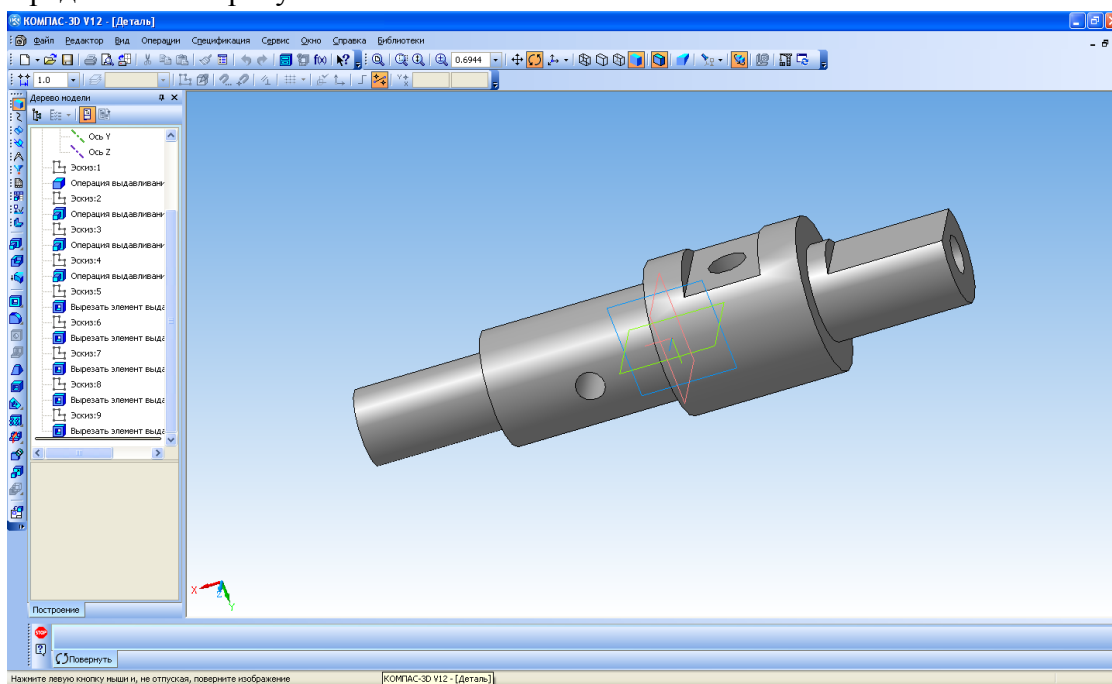 КОМПАС-3D V12 - [Деталь]
Файл Редактор Вид Операции Спецификация Сервис Окно Справка Библиотеки
0.6944
1.0
Дерево модели
Ось Y
Ось Z
Эскиз:1
Операция выдавливани
Эскиз:2
Операция выдавливани
Эскиз:3
Операция выдавливани
Эскиз:4
Операция выдавливани
Эскиз:5
Вырезать элемент выда
Эскиз:6
Вырезать элемент выда
Эскиз:7
Вырезать элемент выда
Эскиз:8
Вырезать элемент выда
Эскиз:9
Вырезать элемент выда
X
Z
Y
Построение
STOP
Повернуть
Нажмите левую кнопку мыши и, не отпуская, поверните изображение
КОМПАС-3D V12 - [Деталь]